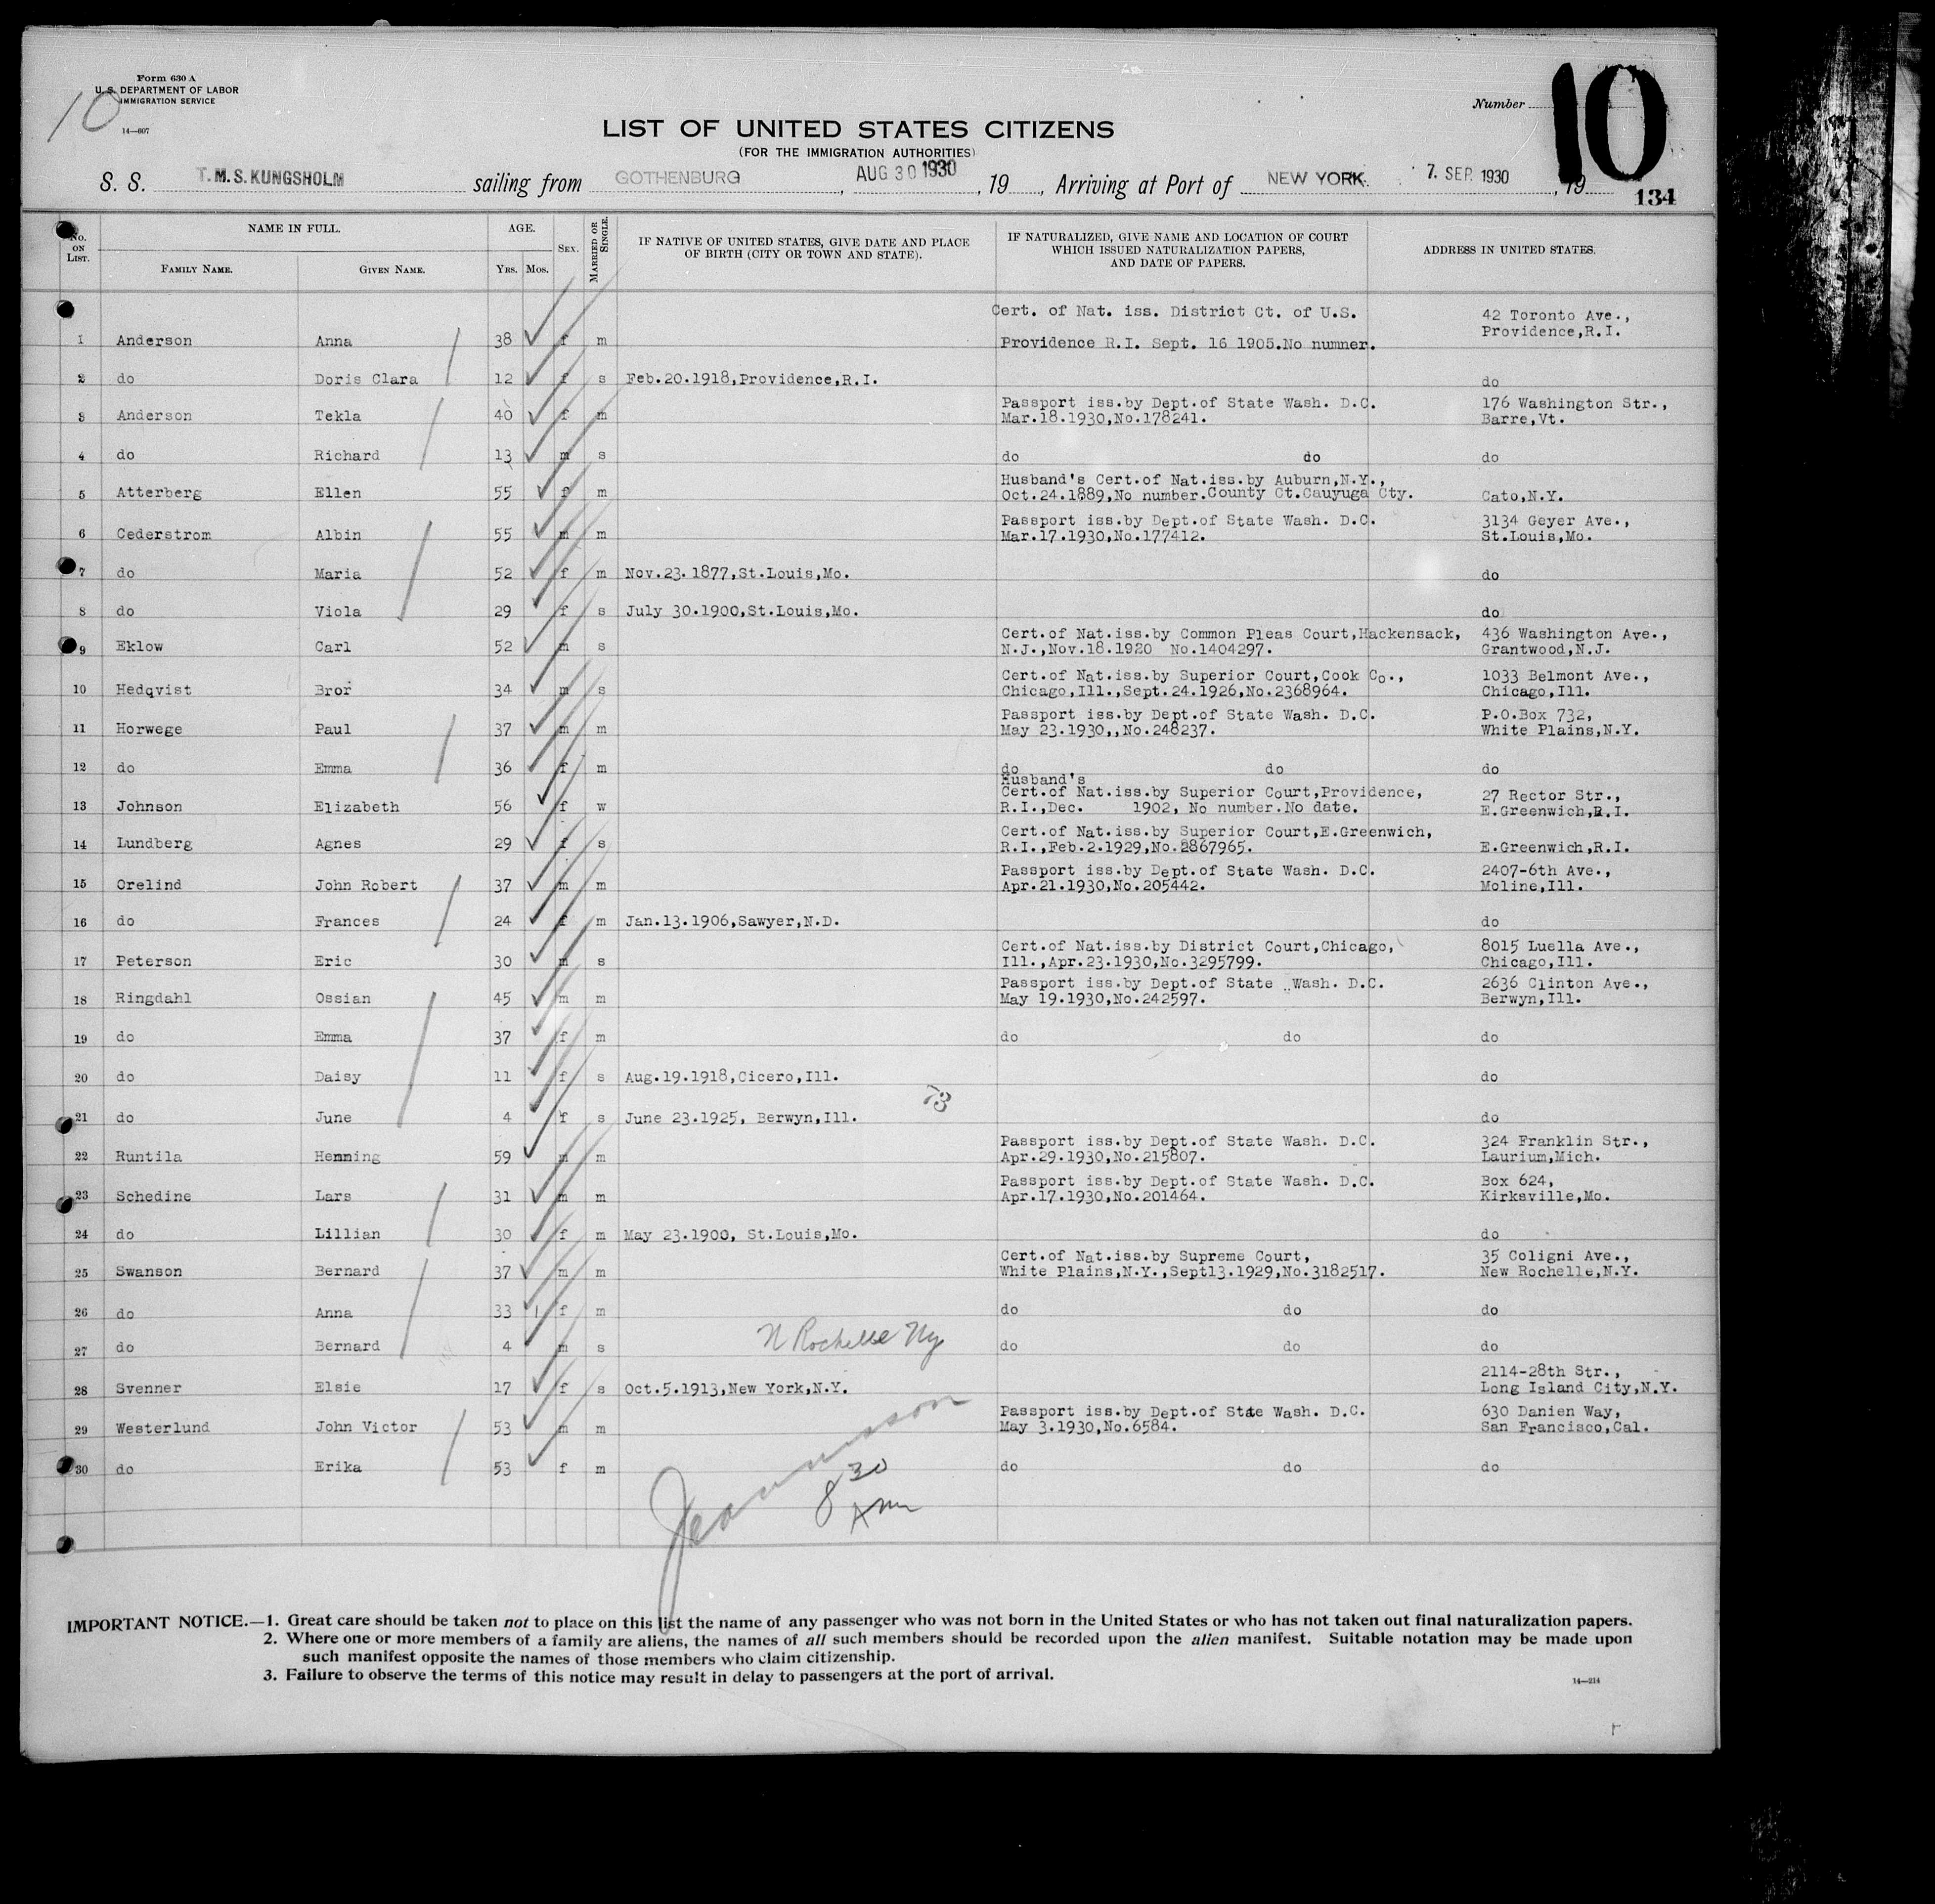 Form 630 A
U. S. DEPARTMENT OF LABOR
IMMIGRATION SERVICE
14—607
10
Number
10
134
LIST OF UNITED STATES CITIZENS
(FOR THE IMMIGRATION AUTHORITIES)
S. S. T.M.S.KUNGSHOLM sailing from GOTHENBURG, AUG 30 1930, 19 , Arriving at Port of NEW YORK. 7. SEP. 1930, 19
No. ON LIST. NAME IN FULL. AGE. SEX. MARRIED OR SINGLE. IF NATIVE OF UNITED STATES, GIVE DATE AND PLACE OF BIRTH (CITY OR TOWN AND STATE). IF NATURALIZED, GIVE NAME AND LOCATION OF COURT WHICH ISSUED NATURALIZATION PAPERS, AND DATE OF PAPERS. ADDRESS IN UNITED STATES.
FAMILY NAME. GIVEN NAME. YRS. MOS.
Cert. of Nat. iss. District Ct. of U.S. 42 Toronto Ave.,
1 Anderson Anna 38 f m Providence R.I. Sept. 16 1905.No numner. Providence,R.I.
2 do Doris Clara 12 f s Feb.20.1918,Providence,R.I. do
Passport iss.by Dept.of State Wash. D.C. 176 Washington Str.,
3 Anderson Tekla 40 f m Mar.18.1930,No.178241. Barre,Vt.
4 do Richard 13 m s do do do
Husband's Cert.of Nat.iss.by Auburn,N.Y.,
5 Atterberg Ellen 55 f m Oct.24.1889,No number.County Ct.Cauyuga Cty. Cato,N.Y.
Passport iss.by Dept.of State Wash. D.C. 3134 Geyer Ave.,
6 Cederstrom Albin 55 m m Mar.17.1930,No.177412. St.Louis,Mo.
7 do Maria 52 f m Nov.23.1877,St.Louis,Mo. do
8 do Viola 29 f s July 30.1900,St.Louis,Mo. do
Cert.of Nat.iss.by Common Pleas Court,Hackensack, 436 Washington Ave.,
9 Eklow Carl 52 m s N.J.,Nov.18.1920 No.1404297. Grantwood,N.J.
Cert.of Nat.iss.by Superior Court,Cook Co., 1033 Belmont Ave.,
10 Hedqvist Bror 34 m s Chicago,Ill.,Sept.24.1926,No.2368964. Chicago,Ill.
Passport iss.by Dept.of State Wash. D.C. P.O.Box 732,
11 Horwege Paul 37 m m May 23.1930,,No.248237. White Plains,N.Y.
12 do Emma 36 f m do do do
Husband's
Cert.of Nat.iss.by Superior Court,Providence, 27 Rector Str.,
13 Johnson Elizabeth 56 f w R.I.,Dec. 1902, No number.No date. E.Greenwich,R.I.
Cert.of Nat.iss.by Superior Court,E.Greenwich,
14 Lundberg Agnes 29 f s R.I.,Feb.2.1929,No.2867965. E.Greenwich,R.I.
Passport iss.by Dept.of State Wash. D.C. 2407-6th Ave.,
15 Orelind John Robert 37 m m Apr.21.1930,No.205442. Moline,Ill.
16 do Frances 24 f m Jan.13.1906,Sawyer,N.D. do
Cert.of Nat.iss.by District Court,Chicago, 8015 Luella Ave.,
17 Peterson Eric 30 m s Ill.,Apr.23.1930,No.3295799. Chicago,Ill.
Passport iss.by Dept.of State Wash. D.C. 2636 Clinton Ave.,
18 Ringdahl Ossian 45 m m May 19.1930,No.242597. Berwyn,Ill.
19 do Emma 37 f m do do do
20 do Daisy 11 f s Aug.19.1918,Cicero,Ill. do
73
21 do June 4 f s June 23.1925, Berwyn,Ill. do
Passport iss.by Dept.of State Wash. D.C. 324 Franklin Str.,
22 Runtila Henning 59 m m Apr.29.1930,No.215807. Laurium,Mich.
Passport iss.by Dept.of State Wash. D.C. Box 624,
23 Schedine Lars 31 m m Apr.17.1930,No.201464. Kirksville,Mo.
24 do Lillian 30 f m May 23.1900, St.Louis,Mo. do
Cert.of Nat.iss.by Supreme Court, 35 Coligni Ave.,
25 Swanson Bernard 37 m m White Plains,N.Y.,Sept13.1929,No.3182517. New Rochelle,N.Y.
26 do Anna 33 f m do do do
27 do Bernard 4 m s N Rochelle Ny do do do
2114-28th Str.,
28 Svenner Elsie 17 f s Oct.5.1913,New York,N.Y. Long Island City,N.Y.
Passport iss.by Dept.of State Wash. D.C. 630 Danien Way,
29 Westerlund John Victor 53 m m May 3.1930,No.6584. San Francisco,Cal.
30 do Erika 53 f m do do do
8 30
Am
IMPORTANT NOTICE.—1. Great care should be taken not to place on this list the name of any passenger who was not born in the United States or who has not taken out final naturalization papers.
2. Where one or more members of a family are aliens, the names of all such members should be recorded upon the alien manifest. Suitable notation may be made upon
such manifest opposite the names of those members who claim citizenship.
3. Failure to observe the terms of this notice may result in delay to passengers at the port of arrival.
14—214